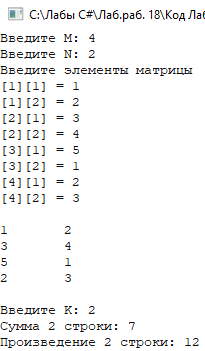 C:\Лабы C#\Лаб.раб. 18\Код Лаб
Введите M: 4
Введите N: 2
Введите элементы матрицы
[1][1] = 1
[1][2] = 2
[2][1] = 3
[2][2] = 4
[3][1] = 5
[3][2] = 1
[4][1] = 2
[4][2] = 3
1 2
3 4
5 1
2 3
Введите K: 2
Сумма 2 строки: 7
Произведение 2 строки: 12